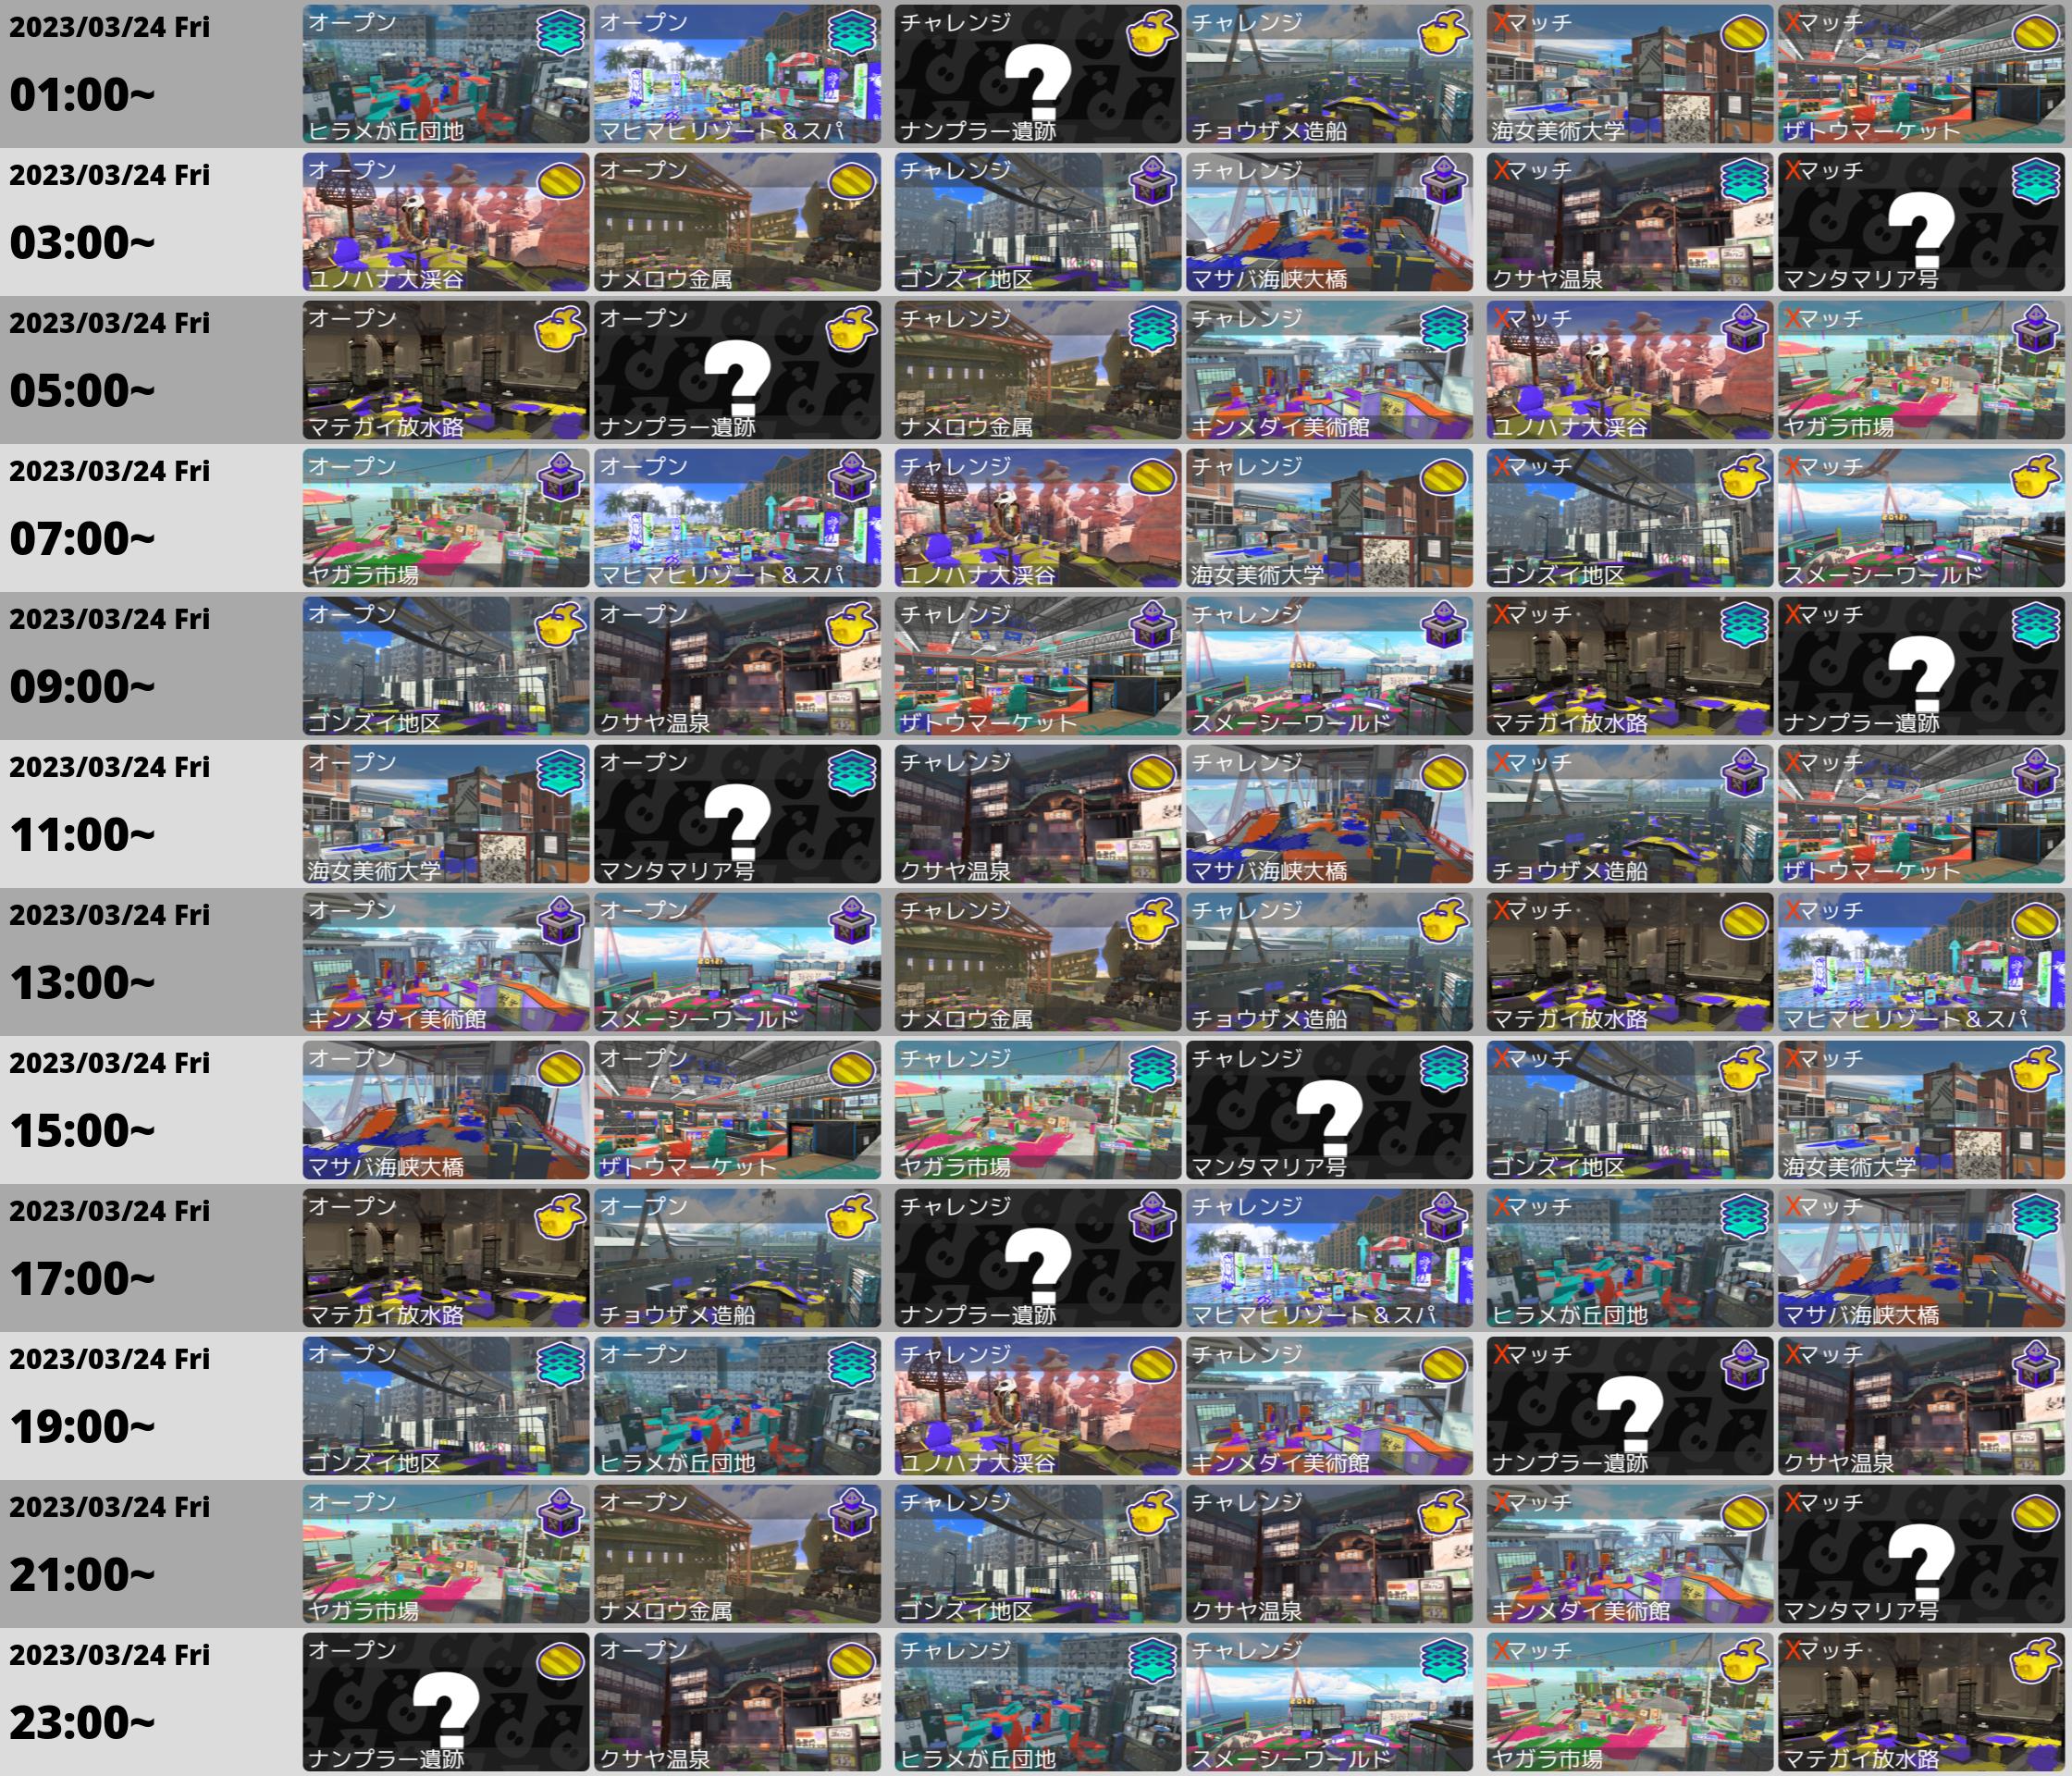 2023/03/24 Fri
01:00~
オープン オープン チャレンジ チャレンジ Xマッチ Xマッチ
ヒラメが丘団地 マヒマヒリゾート&スパ ナンプラー遺跡 チョウザメ造船 海女美術大学 ザトウマーケット
2023/03/24 Fri
03:00~
オープン オープン チャレンジ チャレンジ Xマッチ Xマッチ
ユノハナ大渓谷 ナメロウ金属 ゴンズイ地区 マサバ海峡大橋 クサヤ温泉 マンタマリア号
2023/03/24 Fri
05:00~
オープン オープン チャレンジ チャレンジ Xマッチ Xマッチ
マテガイ放水路 ナンプラー遺跡 ナメロウ金属 キンメダイ美術館 ユノハナ大渓谷 ヤガラ市場
2023/03/24 Fri
07:00~
オープン オープン チャレンジ チャレンジ Xマッチ Xマッチ
ヤガラ市場 マヒマヒリゾート&スパ ユノハナ大渓谷 海女美術大学 ゴンズイ地区 スメーシーワールド
2023/03/24 Fri
09:00~
オープン オープン チャレンジ チャレンジ Xマッチ Xマッチ
ゴンズイ地区 クサヤ温泉 ザトウマーケット スメーシーワールド マテガイ放水路 ナンプラー遺跡
2023/03/24 Fri
11:00~
オープン オープン チャレンジ チャレンジ Xマッチ Xマッチ
海女美術大学 マンタマリア号 クサヤ温泉 マサバ海峡大橋 チョウザメ造船 ザトウマーケット
2023/03/24 Fri
13:00~
オープン オープン チャレンジ チャレンジ Xマッチ Xマッチ
キンメダイ美術館 スメーシーワールド ナメロウ金属 チョウザメ造船 マテガイ放水路 マヒマヒリゾート&スパ
2023/03/24 Fri
15:00~
オープン オープン チャレンジ チャレンジ Xマッチ Xマッチ
マサバ海峡大橋 ザトウマーケット ヤガラ市場 マンタマリア号 ゴンズイ地区 海女美術大学
2023/03/24 Fri
17:00~
オープン オープン チャレンジ チャレンジ Xマッチ Xマッチ
マテガイ放水路 チョウザメ造船 ナンプラー遺跡 マヒマヒリゾート&スパ ヒラメが丘団地 マサバ海峡大橋
2023/03/24 Fri
19:00~
オープン オープン チャレンジ チャレンジ Xマッチ Xマッチ
ゴンズイ地区 ヒラメが丘団地 ユノハナ大渓谷 キンメダイ美術館 ナンプラー遺跡 クサヤ温泉
2023/03/24 Fri
21:00~
オープン オープン チャレンジ チャレンジ Xマッチ Xマッチ
ヤガラ市場 ナメロウ金属 ゴンズイ地区 クサヤ温泉 キンメダイ美術館 マンタマリア号
2023/03/24 Fri
23:00~
オープン オープン チャレンジ チャレンジ Xマッチ Xマッチ
ナンプラー遺跡 クサヤ温泉 ヒラメが丘団地 スメーシーワールド ヤガラ市場 マテガイ放水路